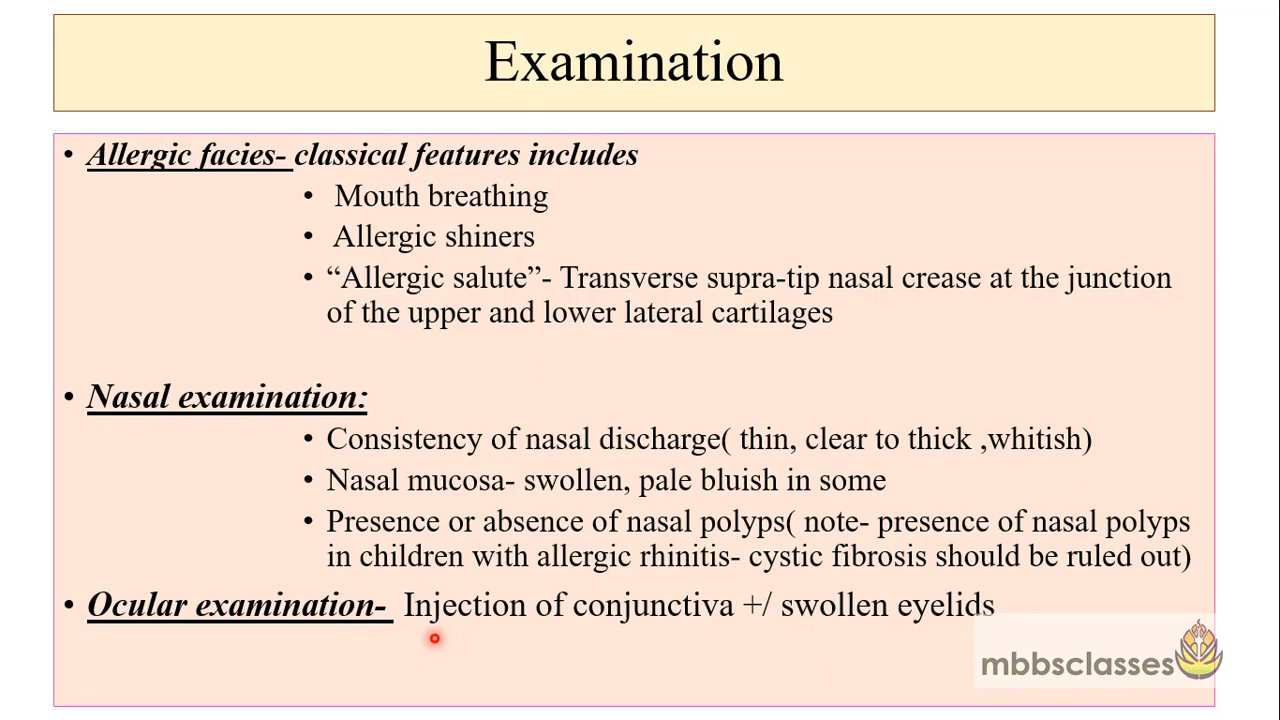 Examination
• Allergic facies- classical features includes
• Mouth breathing
• Allergic shiners
• “Allergic salute”- Transverse supra-tip nasal crease at the junction
of the upper and lower lateral cartilages
• Nasal examination:
• Consistency of nasal discharge( thin, clear to thick ,whitish)
• Nasal mucosa- swollen, pale bluish in some
• Presence or absence of nasal polyps( note- presence of nasal polyps
in children with allergic rhinitis- cystic fibrosis should be ruled out)
• Ocular examination- Injection of conjunctiva +/ swollen eyelids
mbbsclasses